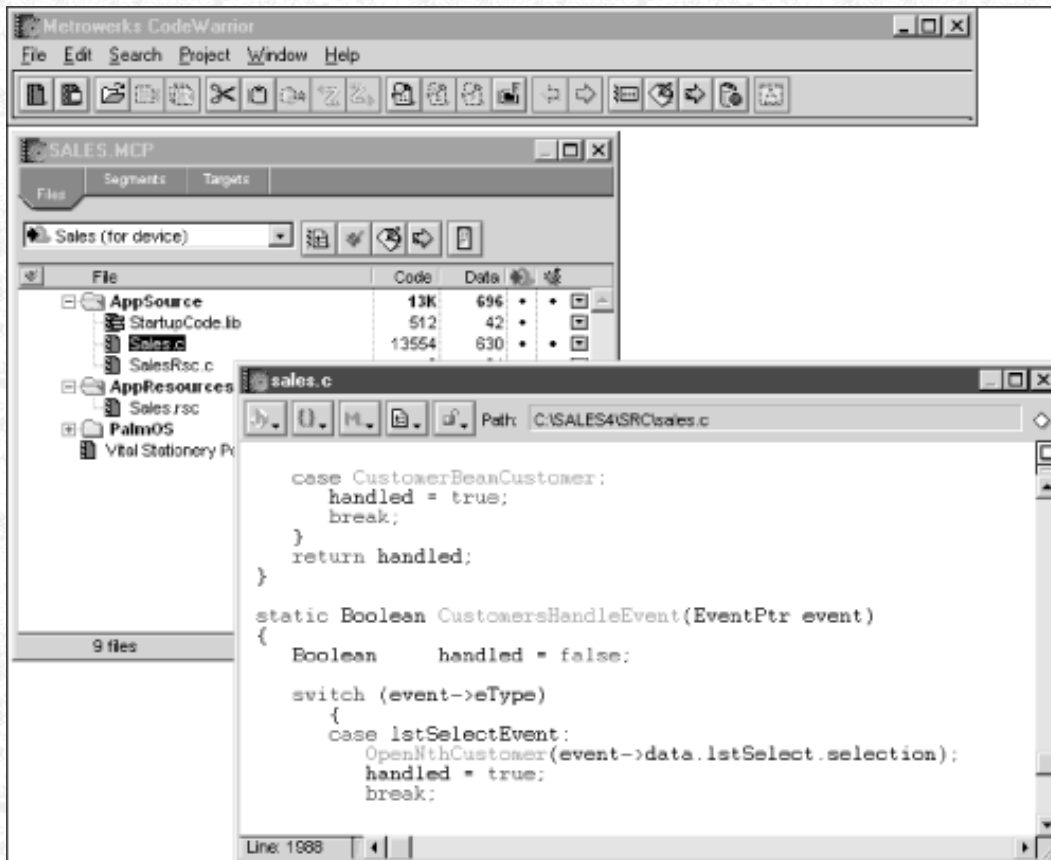 Metrowerks CodeWarrior
File Edit Search Project Window Help
SALES.MCP
Files Segments Targets
Sales (for device)
File Code Data
AppSource 13K 696
StartupCode.lib 512 42
Sales.c 13554 630
SalesRsc.c
AppResources
Sales.rsc
PalmOS
Vital Stationery
9 files
sales.c
Path: C:\SALES4\SRC\sales.c
case CustomerBeamCustomer:
handled = true;
break;
}
return handled;
}
static Boolean CustomersHandleEvent(EventPtr event)
{
Boolean handled = false;
switch (event->eType)
{
case lstSelectEvent:
OpenNthCustomer(event->data.lstSelect.selection);
handled = true;
break;
Line: 1988